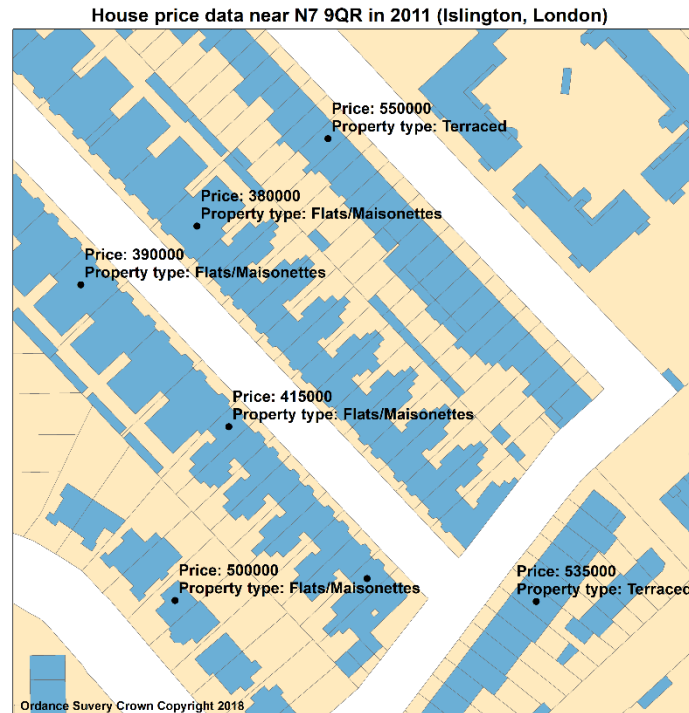 House price data near N7 9QR in 2011 (Islington, London)
Price: 550000
Property type: Terraced
Price: 380000
Property type: Flats/Maisonettes
Price: 390000
Property type: Flats/Maisonettes
Price: 415000
Property type: Flats/Maisonettes
Price: 500000
Property type: Flats/Maisonettes
Price: 535000
Property type: Terraced
Ordance Suvery Crown Copyright 2018